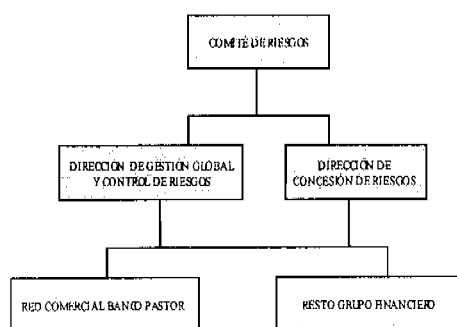 COMITÉ DE RIESGOS
DIRECCIÓN DE GESTIÓN GLOBAL
Y CONTROL DE RIESGOS
DIRECCIÓN DE
CONCESIÓN DE RIESGOS
RED COMERCIAL BANCO PASTOR
RESTO GRUPO FINANCIERO